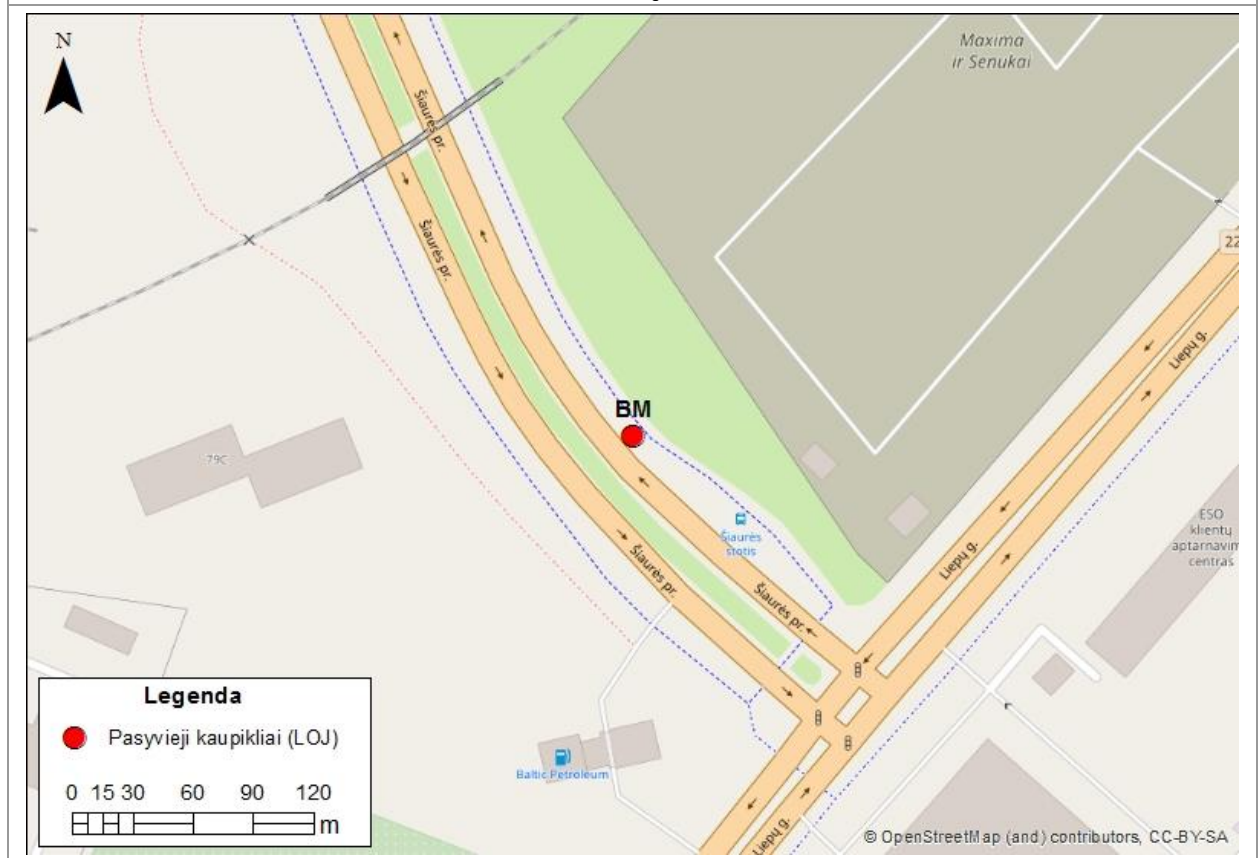 N
Maxima
ir Senukai
Šiaurės pr.
Šiaurės pr.
22
Liepų g.
BM
79C
Šiaurės
stotis
ESO
klientų
aptarnavim
centras
Liepų g.
Šiaurės pr.
Šiaurės pr.
Baltic Petroleum
Liepų g.
Legenda
Pasyvieji kaupikliai (LOJ)
0 15 30 60 90 120
m
© OpenStreetMap (and) contributors, CC-BY-SA